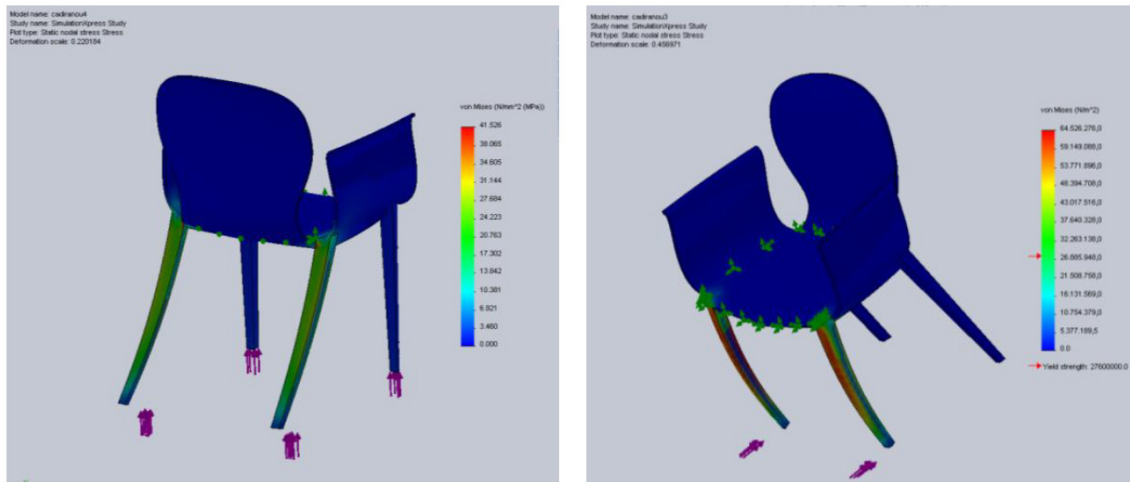 Model name: cadiranou4
Study name: SimulationXpress Study
Plot type: Static nodal stress Stress
Deformation scale: 0.220184
von Mises (N/mm^2 (MPa))
41.526
38.065
34.605
31.144
27.684
24.223
20.763
17.302
13.842
10.381
6.921
3.460
0.000
Model name: cadiranou3
Study name: SimulationXpress Study
Plot type: Static nodal stress Stress
Deformation scale: 0.456971
von Mises (N/m^2)
64.526.276,0
59.149.088,0
53.771.896,0
48.394.708,0
43.017.516,0
37.640.328,0
32.263.138,0
26.885.948,0
21.508.758,0
16.131.569,0
10.754.379,0
5.377.189,5
0.0
Yield strength: 27600000.0